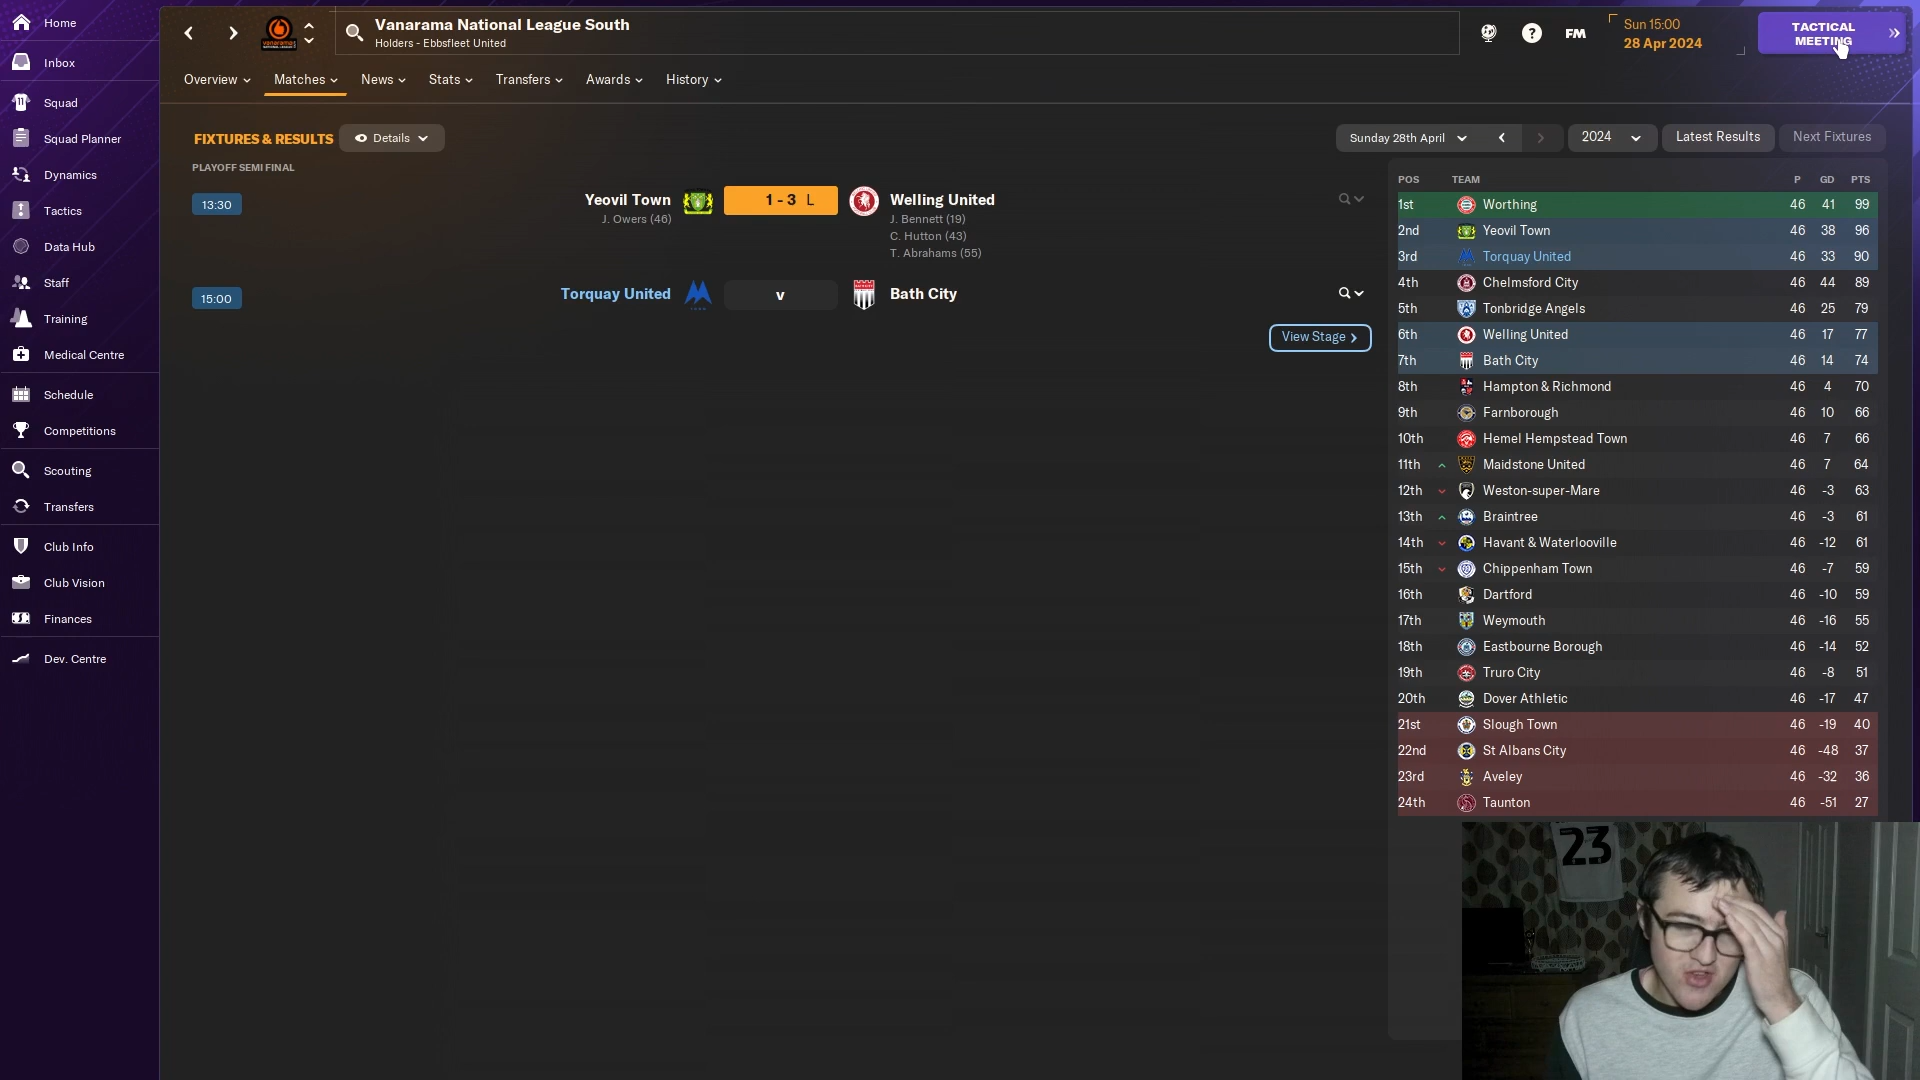 Home
Inbox
Squad
Squad Planner
Dynamics
Tactics
Data Hub
Staff
Training
Medical Centre
Schedule
Competitions
Scouting
Transfers
Club Info
Club Vision
Finances
Dev. Centre
Vanarama National League South
Holders - Ebbsfleet United
FM
Sun 15:00
28 Apr 2024
TACTICAL
MEETING
Overview Matches News Stats Transfers Awards History
FIXTURES & RESULTS Details
Sunday 28th April 2024 Latest Results Next Fixtures
PLAYOFF SEMI FINAL
13:30 Yeovil Town 1 - 3 L Welling United
J. Owers (46) J. Bennett (19)
C. Hutton (43)
T. Abrahams (55)
15:00 Torquay United v Bath City
View Stage
POS TEAM P GD PTS
1st Worthing 46 41 99
2nd Yeovil Town 46 38 96
3rd Torquay United 46 33 90
4th Chelmsford City 46 44 89
5th Tonbridge Angels 46 25 79
6th Welling United 46 17 77
7th Bath City 46 14 74
8th Hampton & Richmond 46 4 70
9th Farnborough 46 10 66
10th Hemel Hempstead Town 46 7 66
11th Maidstone United 46 7 64
12th Weston-super-Mare 46 -3 63
13th Braintree 46 -3 61
14th Havant & Waterlooville 46 -12 61
15th Chippenham Town 46 -7 59
16th Dartford 46 -10 59
17th Weymouth 46 -16 55
18th Eastbourne Borough 46 -14 52
19th Truro City 46 -8 51
20th Dover Athletic 46 -17 47
21st Slough Town 46 -19 40
22nd St Albans City 46 -48 37
23rd Aveley 46 -32 36
24th Taunton 46 -51 27
23